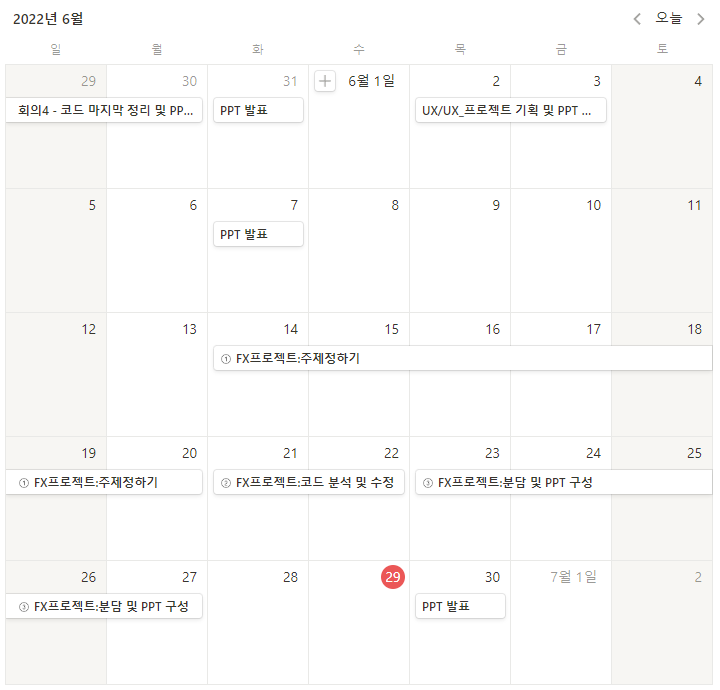 2022년 6월
오늘
일 월 화 수 목 금 토
29 30 31 6월 1일 2 3 4
회의4 - 코드 마지막 정리 및 PP... PPT 발표 UX/UX_프로젝트 기획 및 PPT ...
5 6 7 8 9 10 11
PPT 발표
12 13 14 15 16 17 18
① FX프로젝트:주제정하기
19 20 21 22 23 24 25
① FX프로젝트:주제정하기 ② FX프로젝트:코드 분석 및 수정 ③ FX프로젝트:분담 및 PPT 구성
26 27 28 29 30 7월 1일 2
③ FX프로젝트:분담 및 PPT 구성 PPT 발표